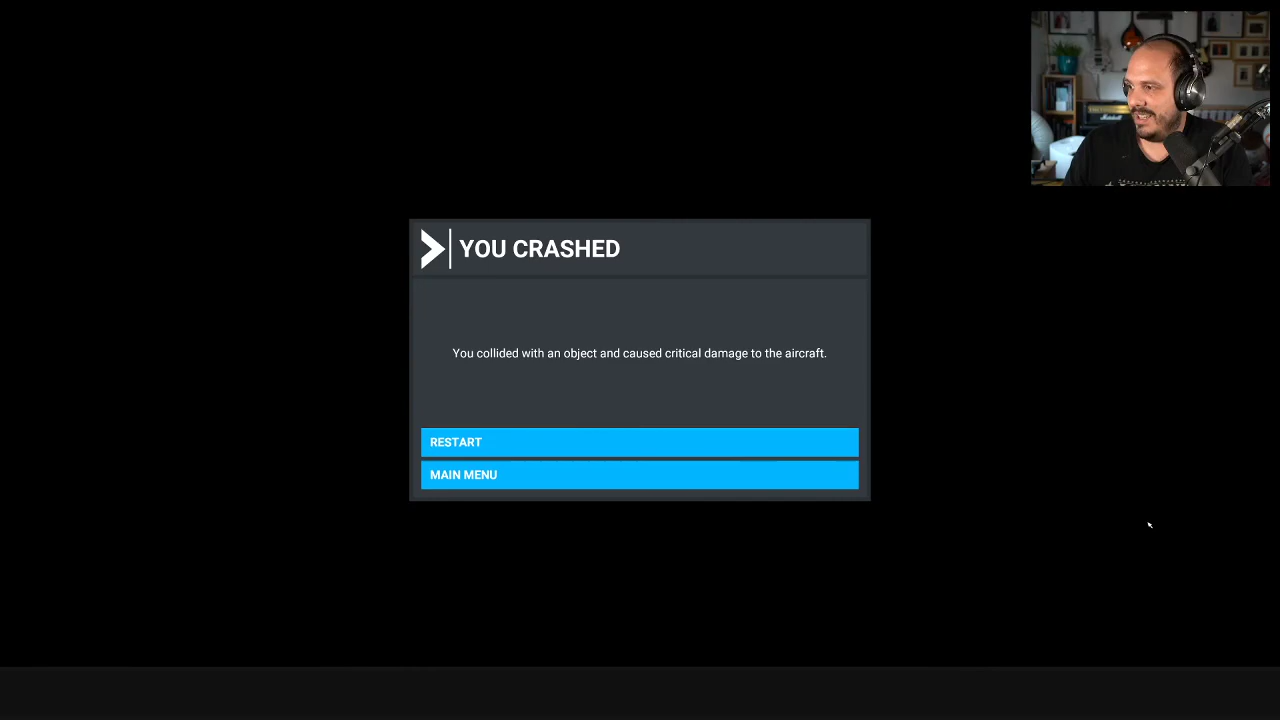 YOU CRASHED
You collided with an object and caused critical damage to the aircraft.
RESTART
MAIN MENU